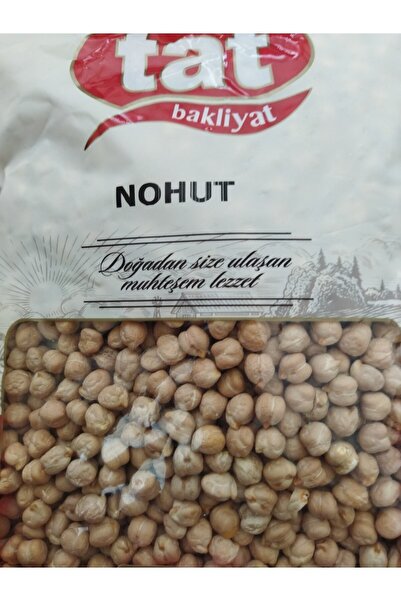 tat
bakliyat
NOHUT
Doğadan size ulaşan
muhteşem lezzet